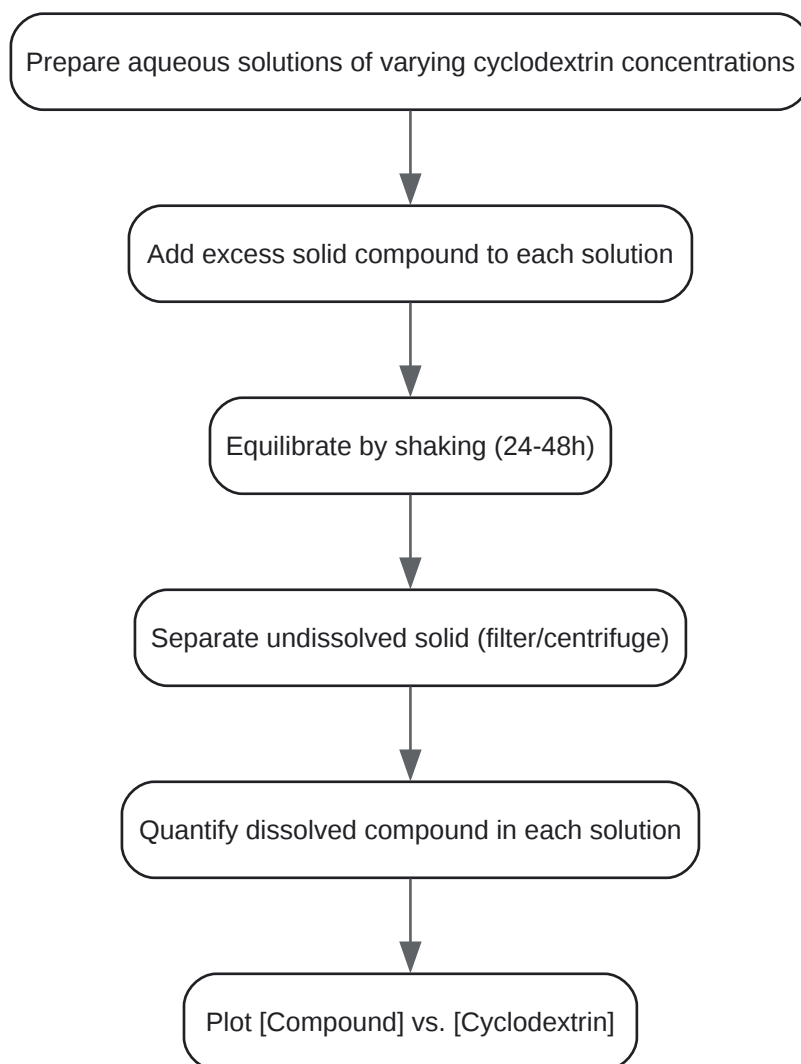 Prepare aqueous solutions of varying cyclodextrin concentrations
Add excess solid compound to each solution
Equilibrate by shaking (24-48h)
Separate undissolved solid (filter/centrifuge)
Quantify dissolved compound in each solution
Plot [Compound] vs. [Cyclodextrin]